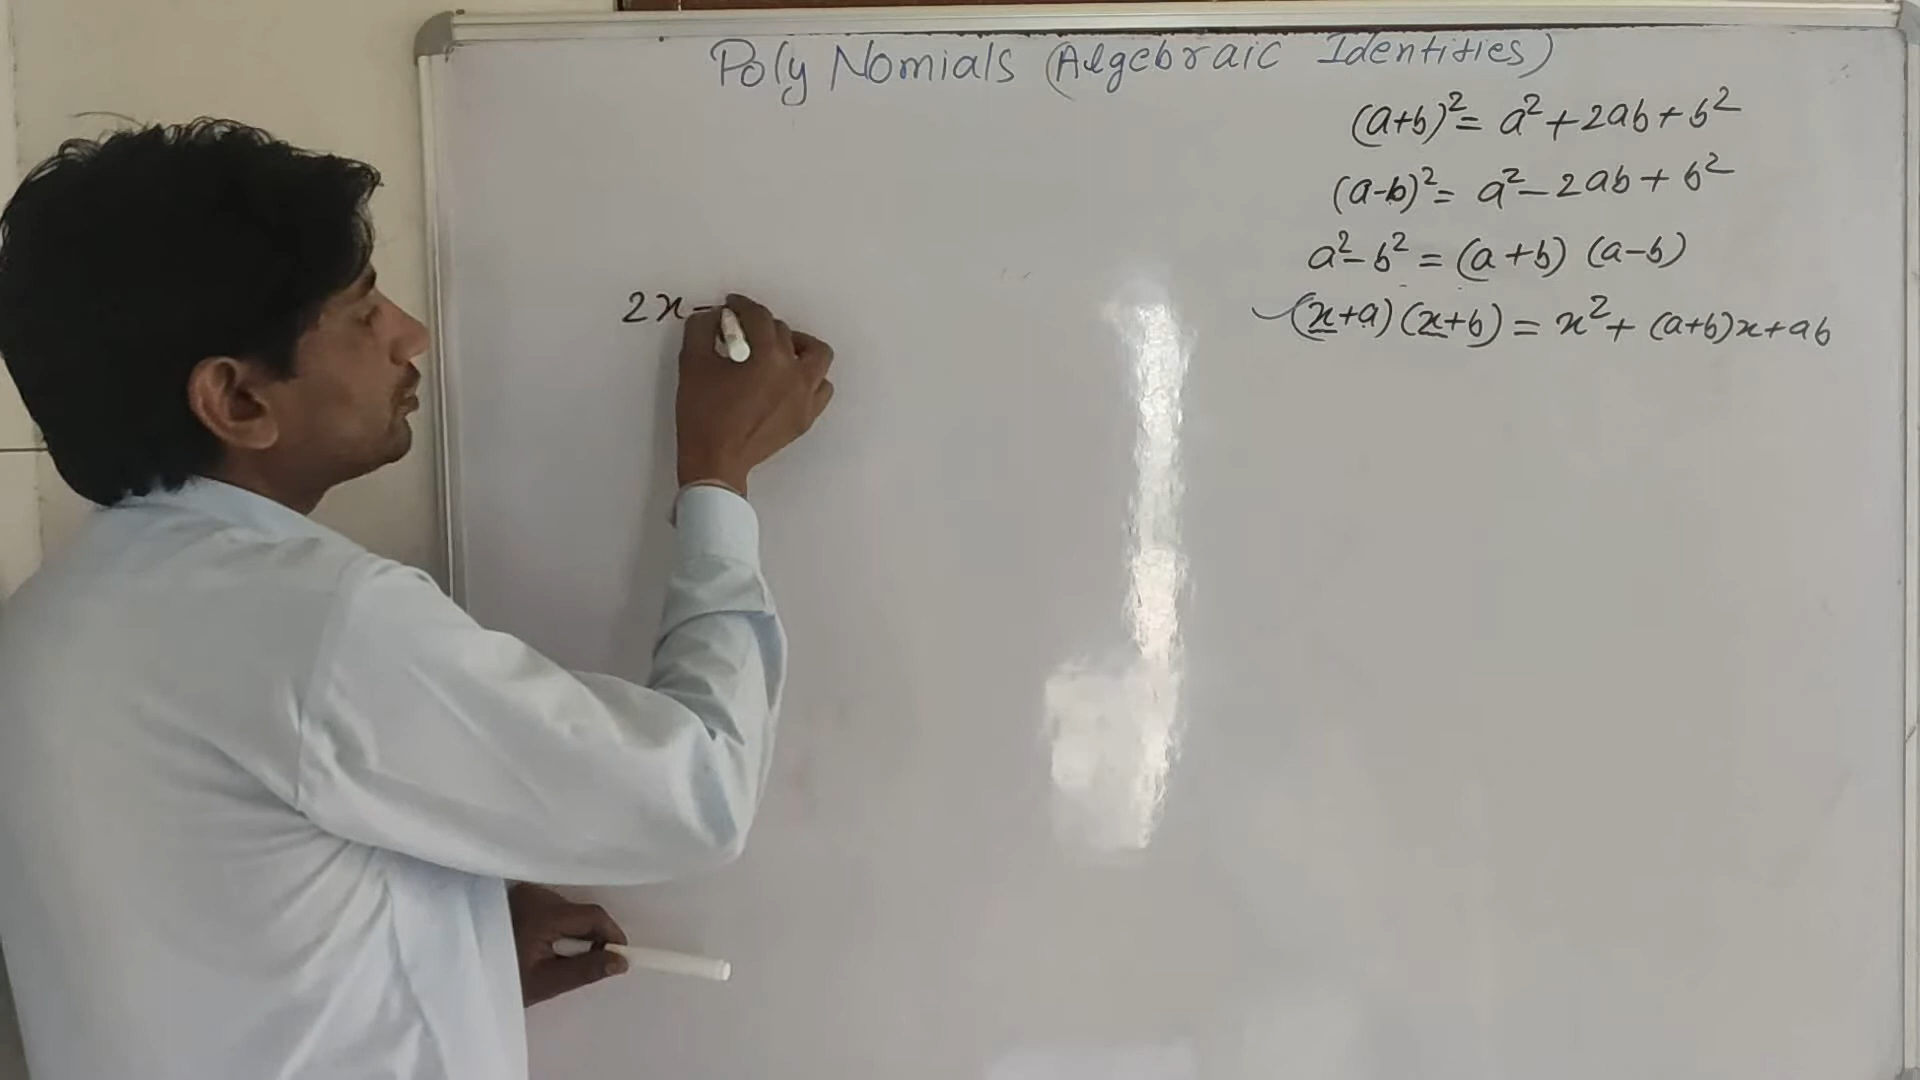 Poly Nomials (Algebraic Identities)
(a+b)²= a²+2ab+b²
(a-b)²= a²-2ab+b²
a²-b² = (a+b) (a-b)
(x+a) (x+b) = x²+ (a+b)x+ab
2x-